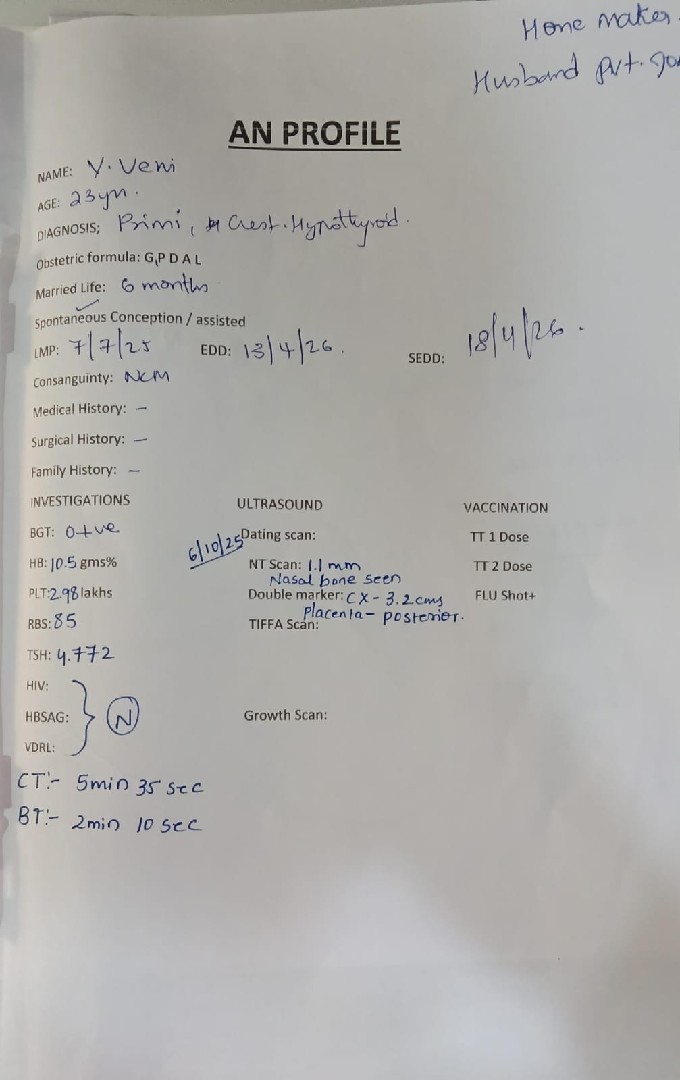 Home maker.
Husband pvt. Jo
AN PROFILE
NAME: V. Veni
AGE: 23yn.
DIAGNOSIS; Primi, Gest. Hypothyroid.
Obstetric formula: G₁P D A L
Married Life: 6 months
Spontaneous Conception / assisted
LMP: 7/7/25 EDD: 13/4/26. SEDD: 18/4/26.
Consanguinty: NCM
Medical History: –
Surgical History: –
Family History: –
INVESTIGATIONS ULTRASOUND VACCINATION
BGT: O+ve 6/10/25 Dating scan: TT 1 Dose
HB: 10.5 gms% NT Scan: 1.1 mm TT 2 Dose
Nasal bone seen
PLT: 2.98 lakhs Double marker: CX - 3.2 cms FLU Shot+
Placenta - posterior.
RBS: 85 TIFFA Scan:
TSH: 4.772
HIV:
HBSAG: } N Growth Scan:
VDRL:
CT:- 5min 35 sec
BT:- 2min 10 sec